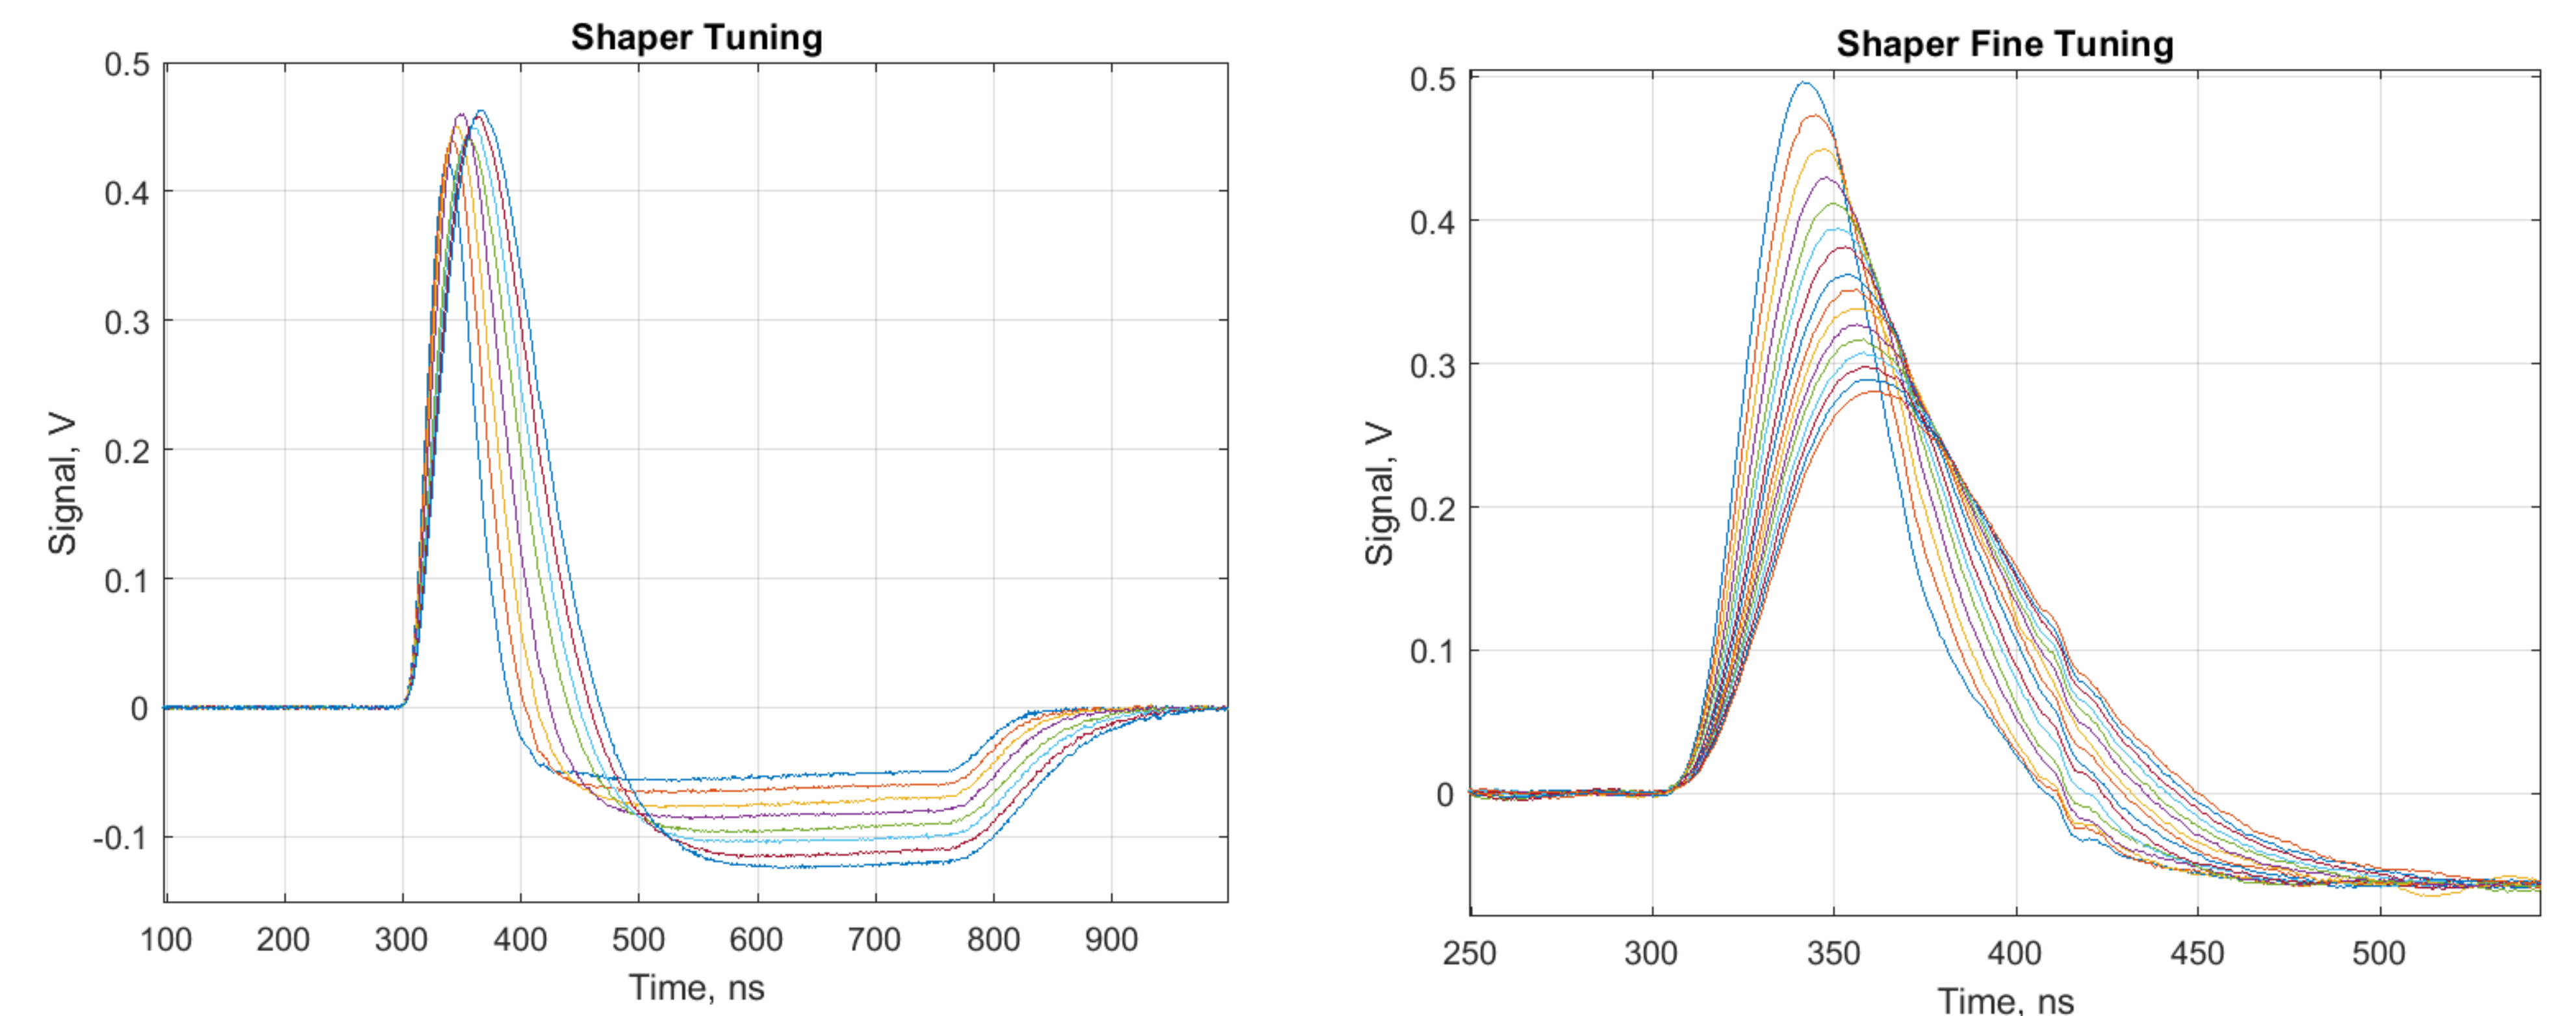 Shaper Tuning
0.5
0.4
0.3
0.2
0.1
0
-0.1
Signal, V
100 200 300 400 500 600 700 800 900
Time, ns
Shaper Fine Tuning
0.5
0.4
0.3
0.2
0.1
0
Signal, V
250 300 350 400 450 500
Time, ns